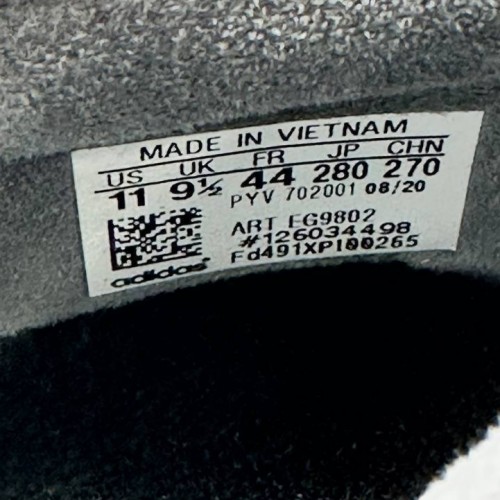 MADE IN VIETNAM
US UK FR JP CHN
11 9½ 44 280 270
PYV 702001 08/20
ART FG9802
#126034498
Fd491XPI00265
adidas